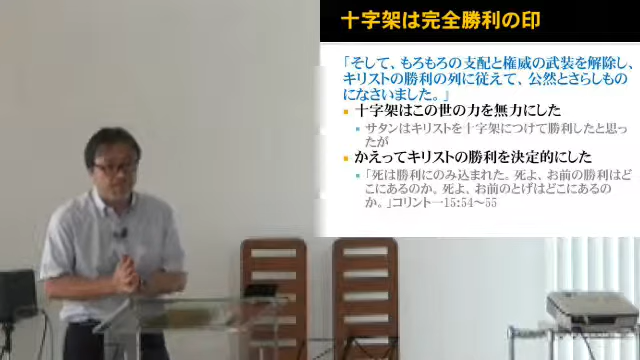 十字架は完全勝利の印
「そして、もろもろの支配と権威の武装を解除し、
キリストの勝利の列に従えて、公然とさらしもの
になさいました。」
十字架はこの世の力を無力にした
サタンはキリストを十字架につけて勝利したと思っ
たが
かえってキリストの勝利を決定的にした
「死は勝利にのみ込まれた。死よ、お前の勝利はど
こにあるのか。死よ、お前のとげはどこにあるの
か。」コリント一15:54～55